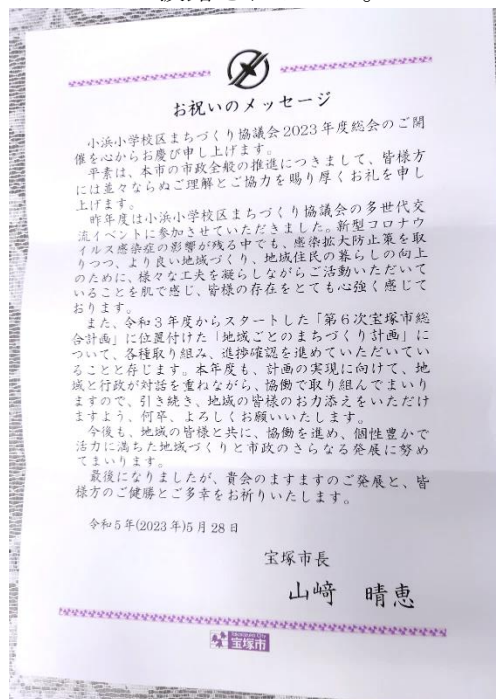 お祝いのメッセージ
小浜小学校区まちづくり協議会2023年度総会のご開
催を心からお慶び申し上げます。
平素は、本市の市政全般の推進につきまして、皆様方
には並々ならぬご理解とご協力を賜り厚くお礼を申し
上げます。
昨年度は小浜小学校区まちづくり協議会の多世代交
流イベントに参加させていただきました。新型コロナウ
イルス感染症の影響が残る中でも、感染拡大防止策を取
りつつ、より良い地域づくり、地域住民の暮らしの向上
のために、様々な工夫を凝らしながらご活動いただいて
いることを肌で感じ、皆様の存在をとても心強く感じて
おります。
また、令和3年度からスタートした「第6次宝塚市総
合計画」に位置付けた「地域ごとのまちづくり計画」に
ついて、各種取り組み、進捗確認を進めていただいてい
ることと存じます。本年度も、計画の実現に向けて、地
域と行政が対話を重ねながら、協働で取り組んでまいり
ますので、引き続き、地域の皆様のお力添えをいただけ
ますよう、何卒、よろしくお願いいたします。
今後も、地域の皆様と共に、協働を進め、個性豊かで
活力に満ちた地域づくりと市政のさらなる発展に努め
てまいります。
最後になりましたが、貴会のますますのご発展と、皆
様方のご健勝とご多幸をお祈りいたします。
令和5年(2023年)5月28日
宝塚市長
山﨑 晴恵
Takarazuka City
宝塚市